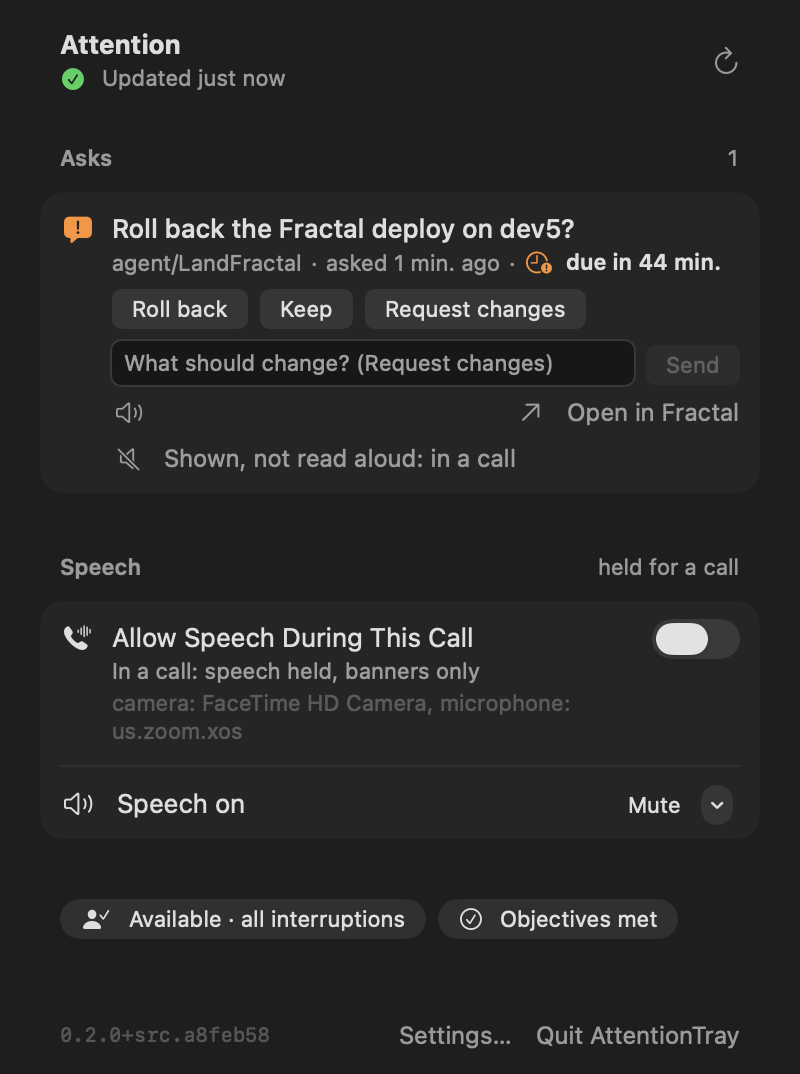 Attention
Updated just now
Asks 1
Roll back the Fractal deploy on dev5?
agent/LandFractal · asked 1 min. ago · due in 44 min.
Roll back Keep Request changes
What should change? (Request changes) Send
Open in Fractal
Shown, not read aloud: in a call
Speech held for a call
Allow Speech During This Call
In a call: speech held, banners only
camera: FaceTime HD Camera, microphone:
us.zoom.xos
Speech on Mute
Available · all interruptions Objectives met
0.2.0+src.a8feb58 Settings... Quit AttentionTray